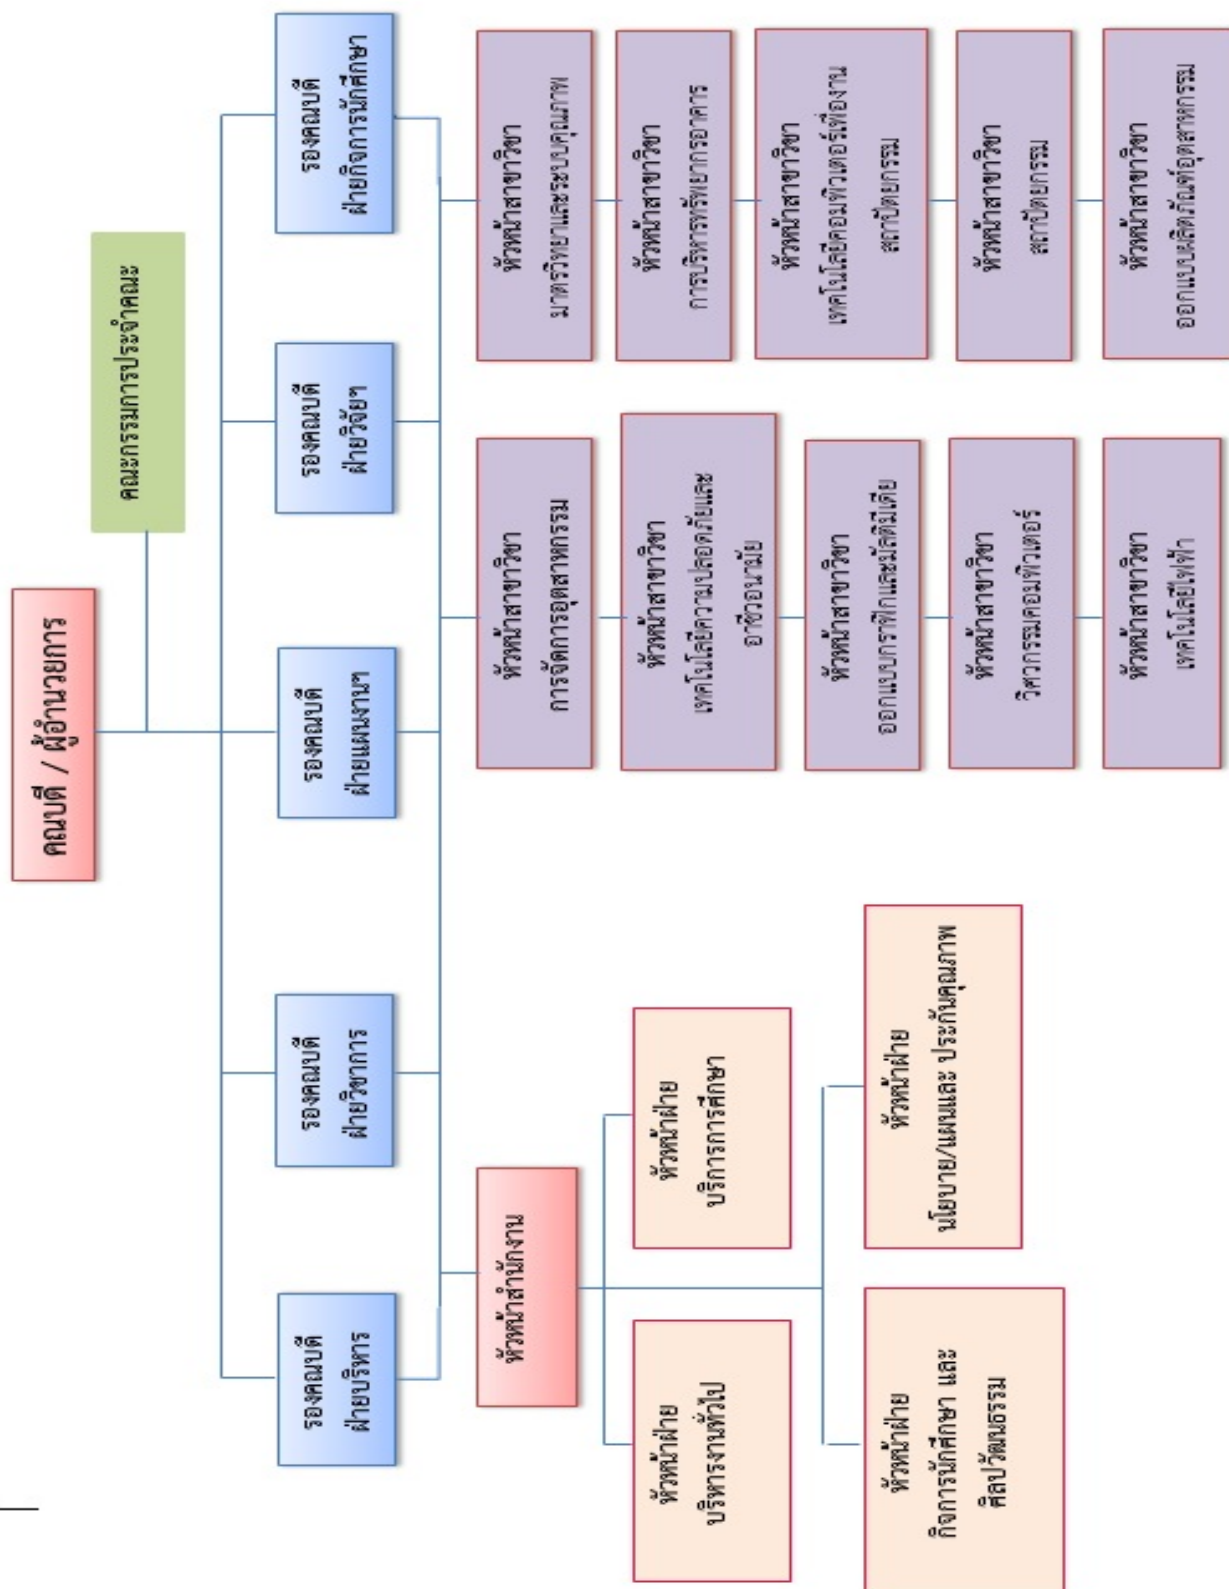 คณบดี / ผู้อำนวยการ
คณะกรรมการประจำคณะ
รองคณบดี
ฝ่ายบริหาร
รองคณบดี
ฝ่ายวิชาการ
รองคณบดี
ฝ่ายแผนงานฯ
รองคณบดี
ฝ่ายวิจัยฯ
รองคณบดี
ฝ่ายกิจการนักศึกษา
หัวหน้าสำนักงาน
หัวหน้าฝ่าย
บริหารงานทั่วไป
หัวหน้าฝ่าย
บริการการศึกษา
หัวหน้าฝ่าย
กิจการนักศึกษา และ
ศิลปวัฒนธรรม
หัวหน้าฝ่าย
นโยบาย/แผนและ ประกันคุณภาพ
หัวหน้าสาขาวิชา
การจัดการอุตสาหกรรม
หัวหน้าสาขาวิชา
เทคโนโลยีความปลอดภัยและ
อาชีวอนามัย
หัวหน้าสาขาวิชา
ออกแบบกราฟิกและมัลติมีเดีย
หัวหน้าสาขาวิชา
วิศวกรรมคอมพิวเตอร์
หัวหน้าสาขาวิชา
เทคโนโลยีไฟฟ้า
หัวหน้าสาขาวิชา
มาตรวิทยาและระบบคุณภาพ
หัวหน้าสาขาวิชา
การบริหารทรัพยากรอาคาร
หัวหน้าสาขาวิชา
เทคโนโลยีคอมพิวเตอร์เพื่องาน
สถาปัตยกรรม
หัวหน้าสาขาวิชา
สถาปัตยกรรม
หัวหน้าสาขาวิชา
ออกแบบผลิตภัณฑ์อุตสาหกรรม